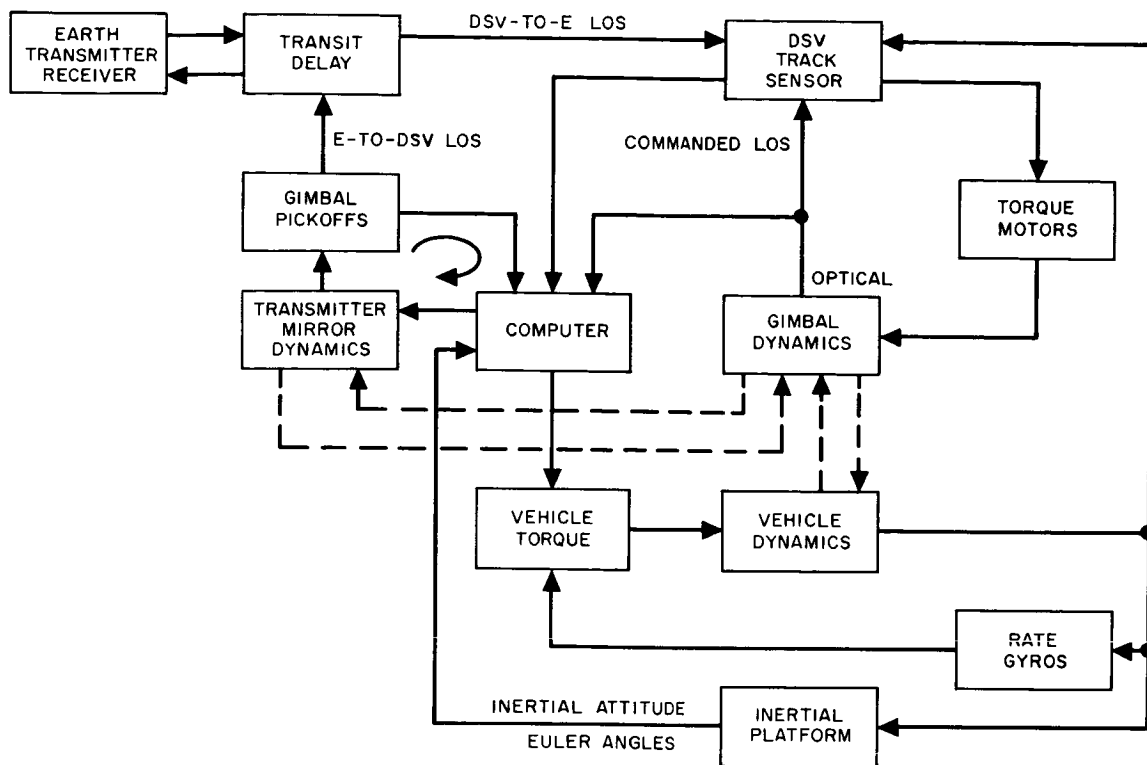 EARTH
TRANSMITTER
RECEIVER
TRANSIT
DELAY
DSV-TO-E LOS
DSV
TRACK
SENSOR
E-TO-DSV LOS
COMMANDED LOS
GIMBAL
PICKOFFS
TORQUE
MOTORS
OPTICAL
TRANSMITTER
MIRROR
DYNAMICS
COMPUTER
GIMBAL
DYNAMICS
VEHICLE
TORQUE
VEHICLE
DYNAMICS
RATE
GYROS
INERTIAL ATTITUDE
EULER ANGLES
INERTIAL
PLATFORM